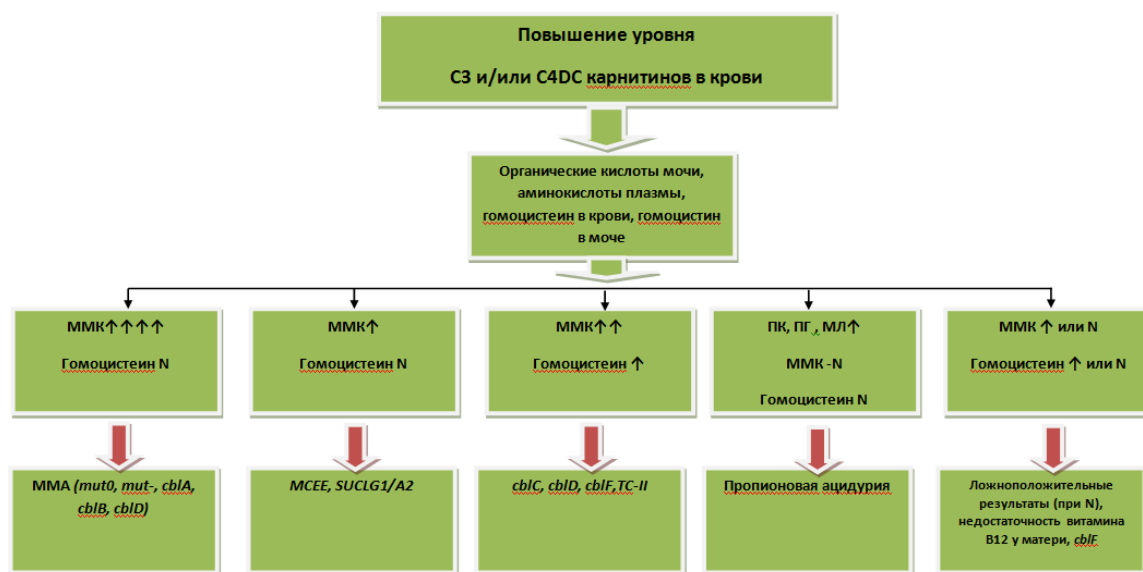 Повышение уровня
С3 и/или C4DC карнитинов в крови
Органические кислоты мочи,
аминокислоты плазмы,
гомоцистеин в крови, гомоцистин
в моче
ММК↑↑↑↑
Гомоцистеин N
ММК↑
Гомоцистеин N
ММК↑↑
Гомоцистеин ↑
ПК, ПГ, МЛ↑
ММК -N
Гомоцистеин N
ММК ↑ или N
Гомоцистеин ↑ или N
ММА (mut0, mut-, cblA,
cblB, cblD)
MCEE, SUCLG1/A2
cblC, cblD, cblF,TC-II
Пропионовая ацидурия
Ложноположительные
результаты (при N),
недостаточность витамина
В12 у матери, cblF